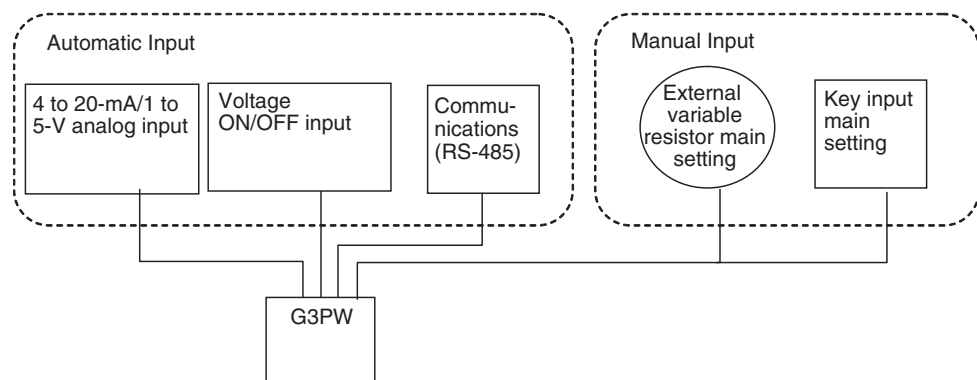 Automatic Input
4 to 20-mA/1 to
5-V analog input
Voltage
ON/OFF input
Commu-
nications
(RS-485)
Manual Input
External
variable
resistor main
setting
Key input
main
setting
G3PW